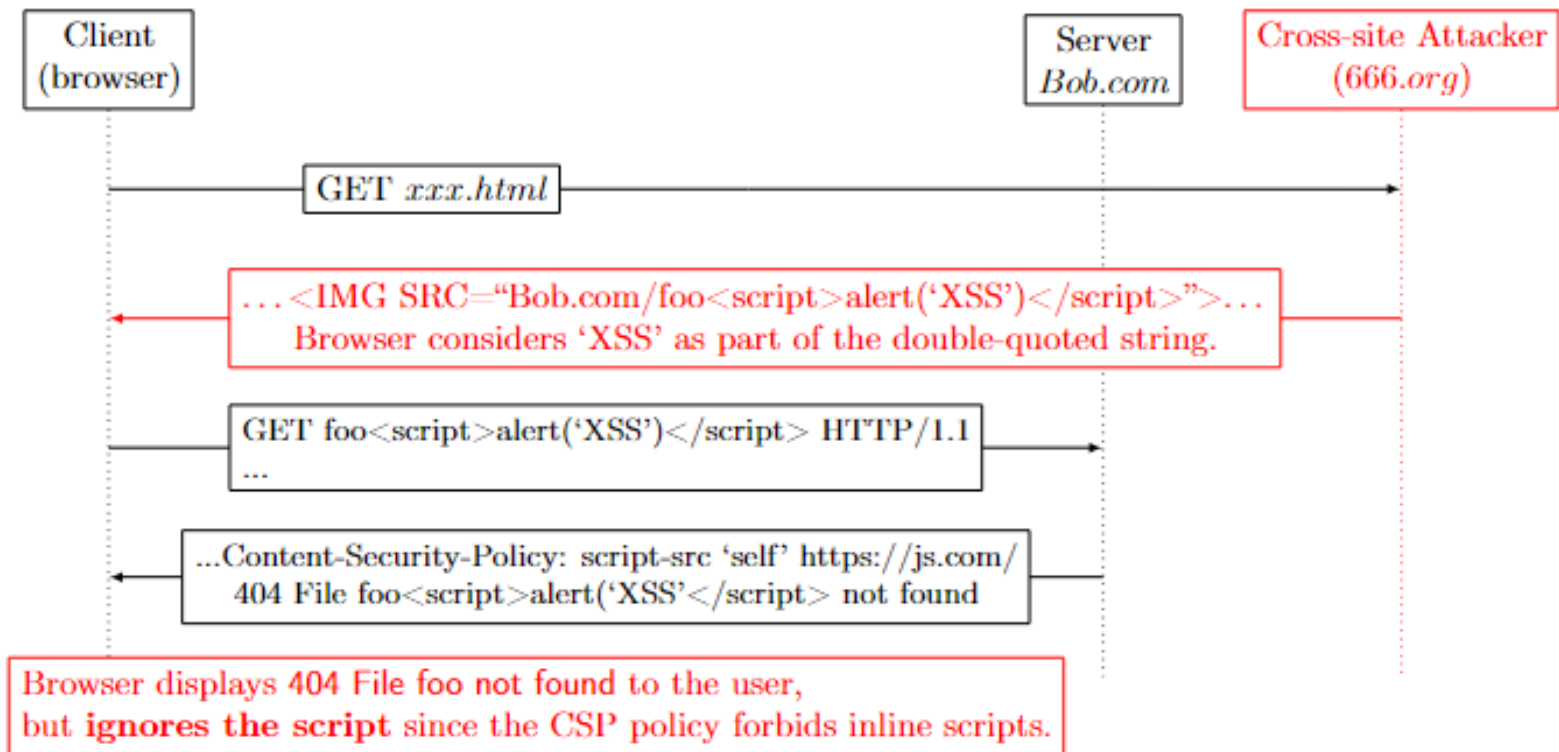 Client
(browser)
Server
Bob.com
Cross-site Attacker
(666.org)
GET xxx.html
...<IMG SRC=“Bob.com/foo<script>alert(‘XSS’)</script>”>...
Browser considers ‘XSS’ as part of the double-quoted string.
GET foo<script>alert(‘XSS’)</script> HTTP/1.1
...
...Content-Security-Policy: script-src ‘self’ https://js.com/
404 File foo<script>alert(‘XSS’</script> not found
Browser displays 404 File foo not found to the user,
but ignores the script since the CSP policy forbids inline scripts.